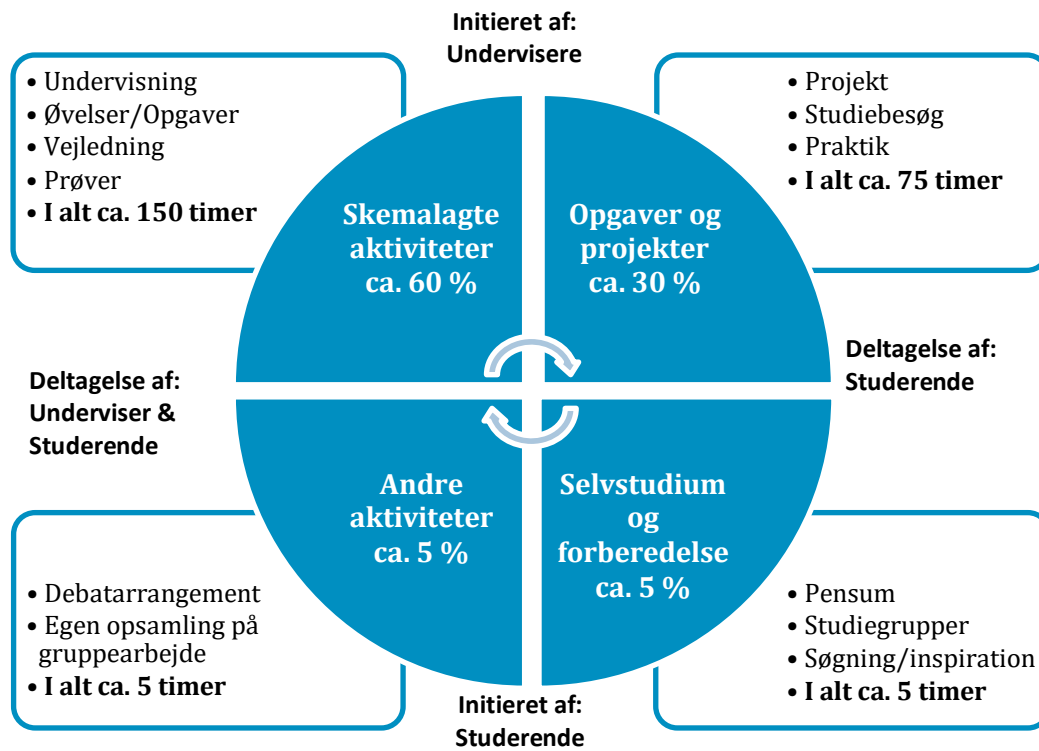 Initieret af:
Undervisere
• Undervisning
• Øvelser/Opgaver
• Vejledning
• Prøver
• I alt ca. 150 timer
• Projekt
• Studiebesøg
• Praktik
• I alt ca. 75 timer
Skemalagte
aktiviteter
ca. 60 %
Opgaver og
projekter
ca. 30 %
Deltagelse af:
Underviser &
Studerende
Deltagelse af:
Studerende
Andre
aktiviteter
ca. 5 %
Selvstudium
og
forberedelse
ca. 5 %
• Debatarrangement
• Egen opsamling på
gruppearbejde
• I alt ca. 5 timer
• Pensum
• Studiegrupper
• Søgning/inspiration
• I alt ca. 5 timer
Initieret af:
Studerende